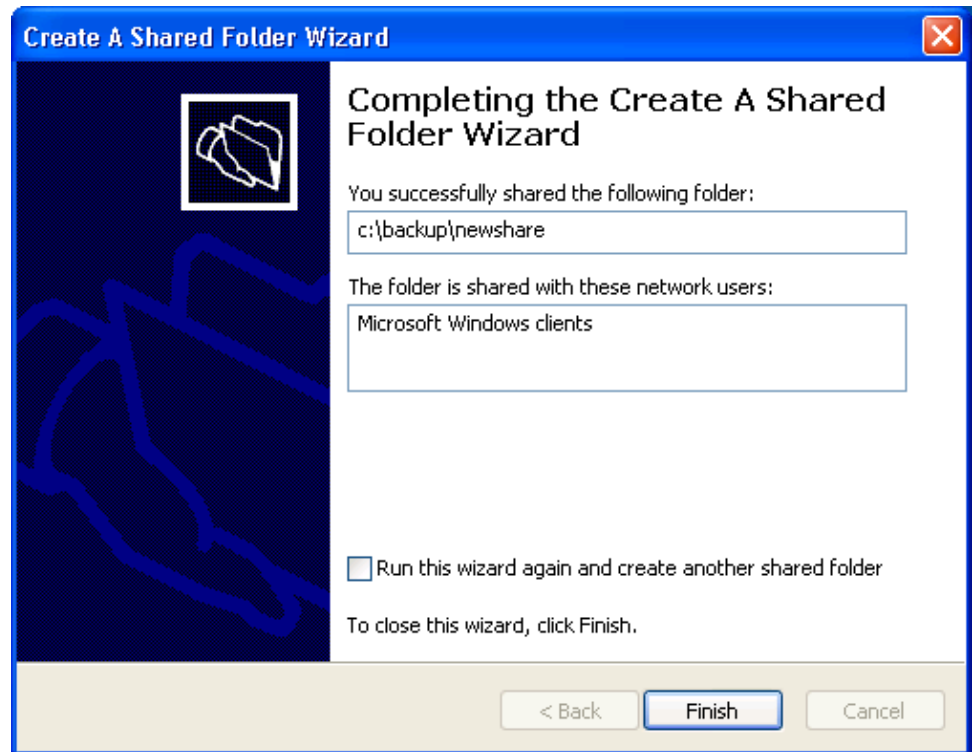 Create A Shared Folder Wizard
Completing the Create A Shared
Folder Wizard
You successfully shared the following folder:
c:\backup\newshare
The folder is shared with these network users:
Microsoft Windows clients
Run this wizard again and create another shared folder
To close this wizard, click Finish.
< Back
Finish
Cancel